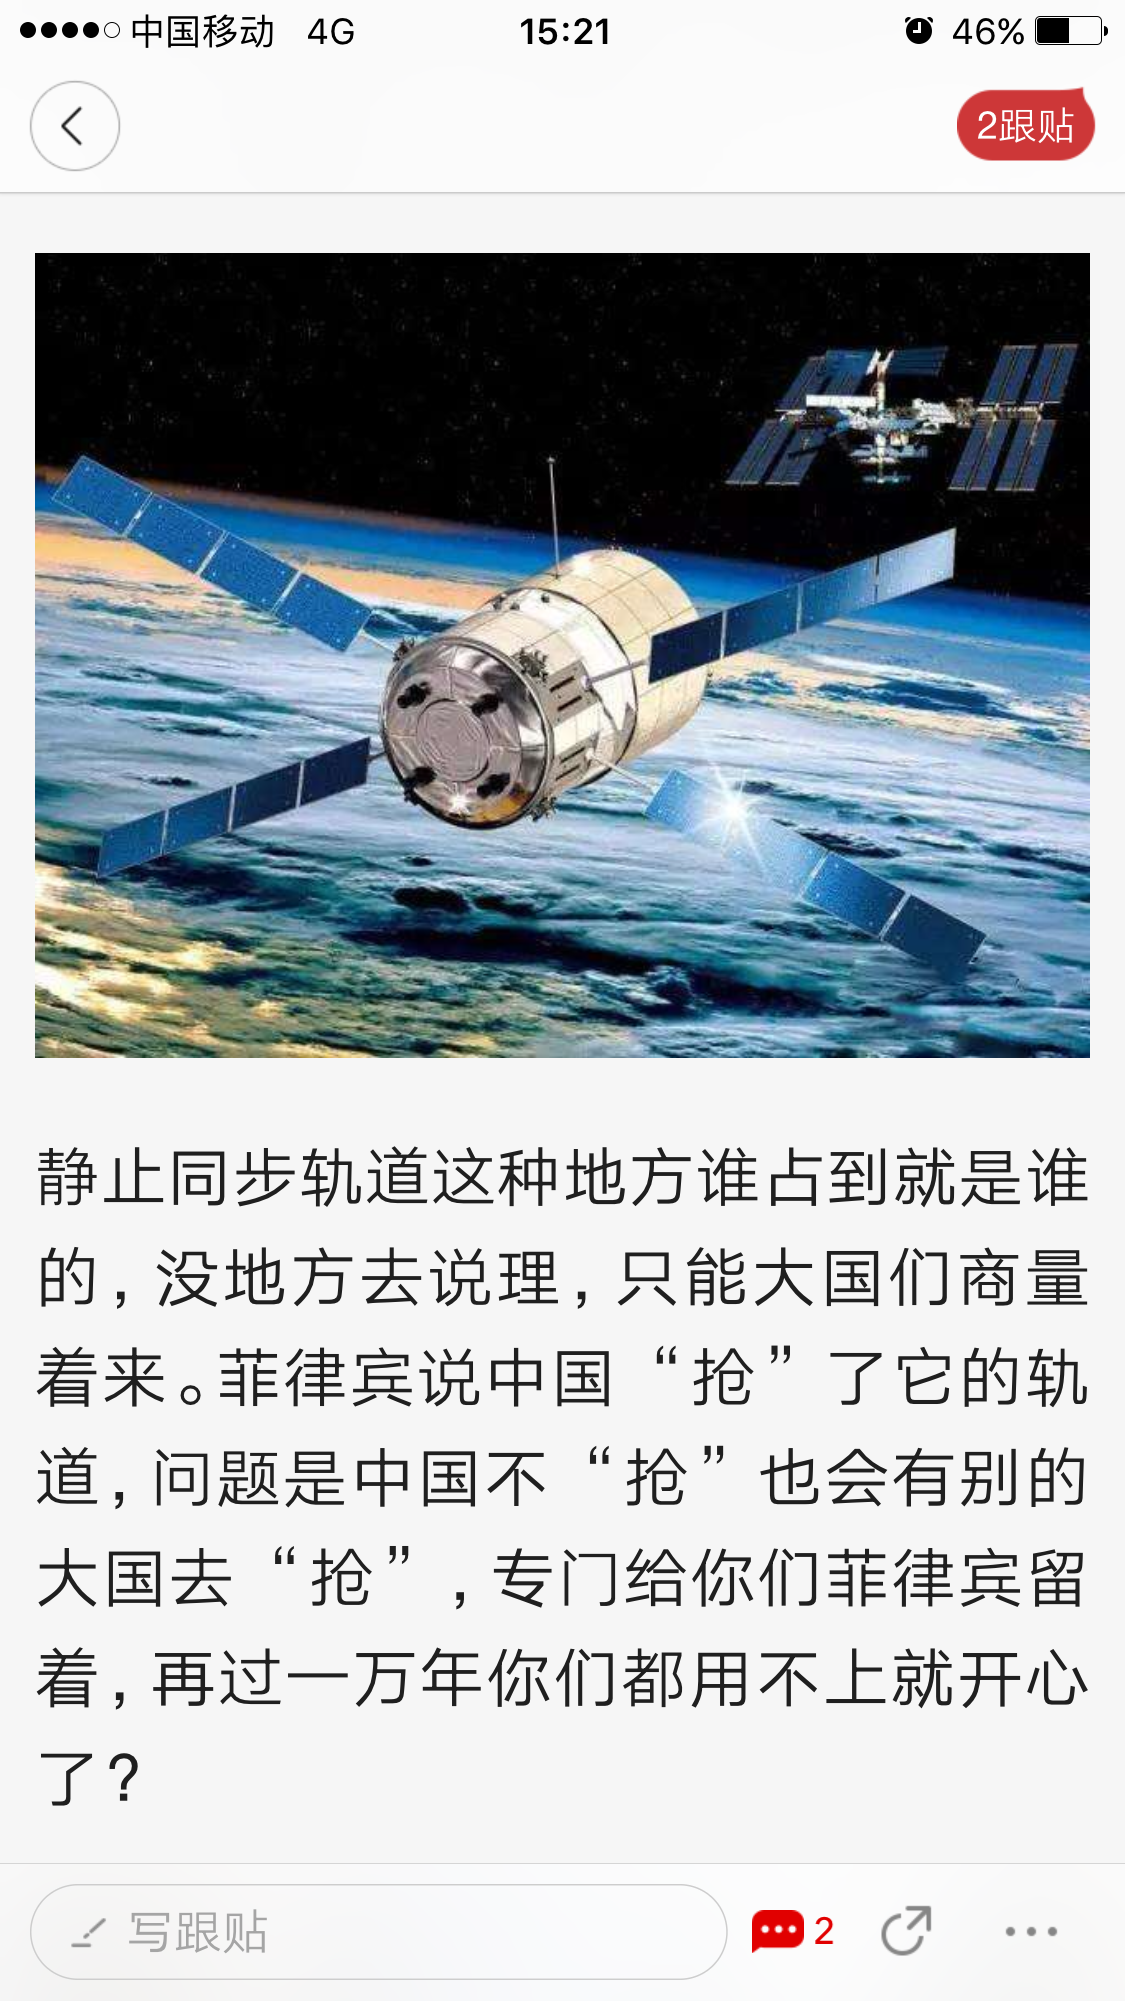 中国移动 4G 15:21 46%
2跟贴
静止同步轨道这种地方谁占到就是谁
的，没地方去说理，只能大国们商量
着来。菲律宾说中国“抢”了它的轨
道，问题是中国不“抢”也会有别的
大国去“抢”，专门给你们菲律宾留
着，再过一万年你们都用不上就开心
了？
写跟贴 2